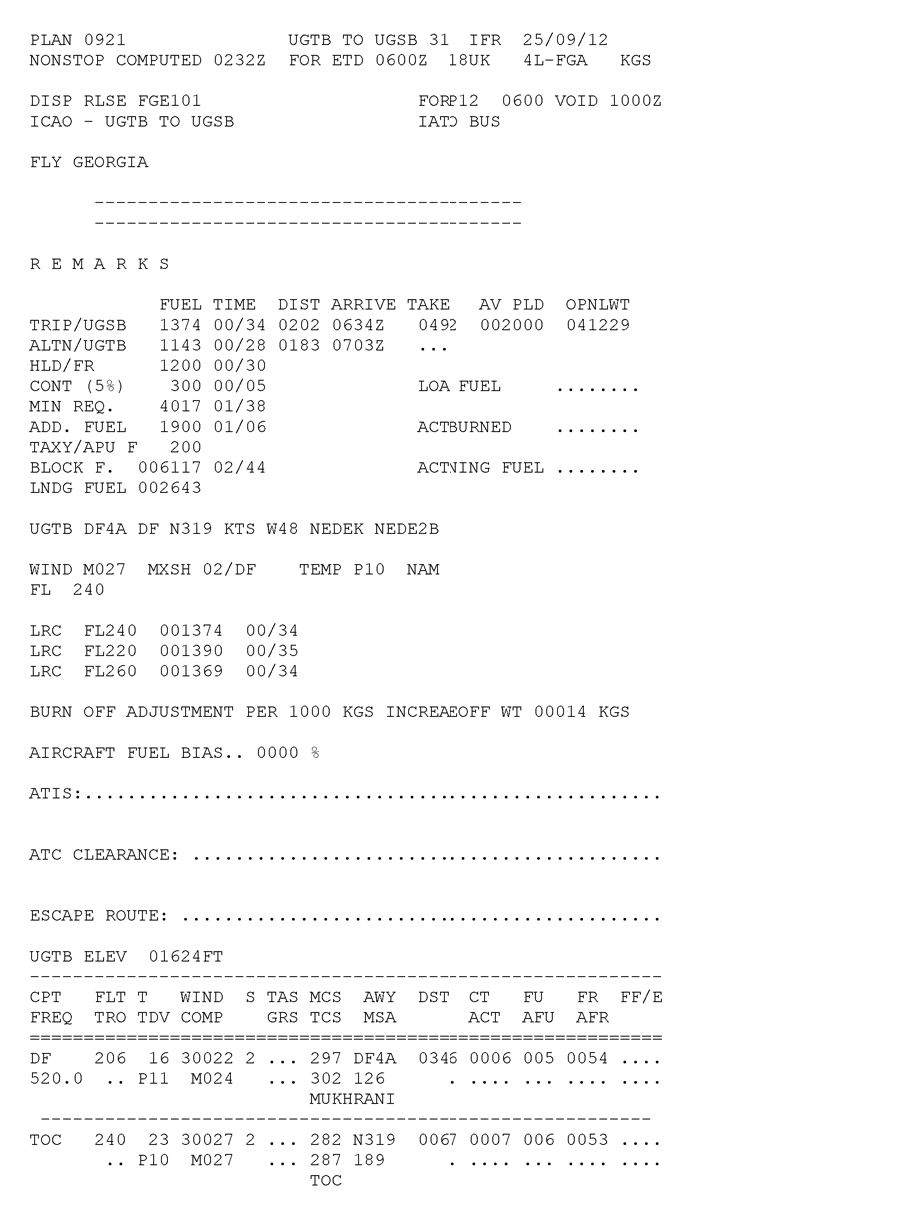 PLAN 0921 UGTB TO UGSB 31 IFR 25/09/12
NONSTOP COMPUTED 0232Z FOR ETD 0600Z 18UK 4L-FGA KGS
DISP RLSE FGE101 FORP12 0600 VOID 1000Z
ICAO - UGTB TO UGSB IATO BUS
FLY GEORGIA
----------------------------------------
----------------------------------------
R E M A R K S
FUEL TIME DIST ARRIVE TAKE AV PLD OPNLWT
TRIP/UGSB 1374 00/34 0202 0634Z 0492 002000 041229
ALTN/UGTB 1143 00/28 0183 0703Z ...
HLD/FR 1200 00/30
CONT (5%) 300 00/05 LOA FUEL ........
MIN REQ. 4017 01/38
ADD. FUEL 1900 01/06 ACTBURNED ........
TAXY/APU F 200
BLOCK F. 006117 02/44 ACTNING FUEL ........
LNDG FUEL 002643
UGTB DF4A DF N319 KTS W48 NEDEK NEDE2B
WIND M027 MXSH 02/DF TEMP P10 NAM
FL 240
LRC FL240 001374 00/34
LRC FL220 001390 00/35
LRC FL260 001369 00/34
BURN OFF ADJUSTMENT PER 1000 KGS INCREAEOFF WT 00014 KGS
AIRCRAFT FUEL BIAS.. 0000 %
ATIS:......................................................
ATC CLEARANCE: ............................................
ESCAPE ROUTE: .............................................
UGTB ELEV 01624FT
-----------------------------------------------------------
CPT FLT T WIND S TAS MCS AWY DST CT FU FR FF/E
FREQ TRO TDV COMP GRS TCS MSA ACT AFU AFR
===========================================================
DF 206 16 30022 2 ... 297 DF4A 0346 0006 005 0054 ....
520.0 .. P11 M024 ... 302 126 . .... ... .... ....
MUKHRANI
---------------------------------------------------------
TOC 240 23 30027 2 ... 282 N319 0067 0007 006 0053 ....
.. P10 M027 ... 287 189 . .... ... .... ....
TOC